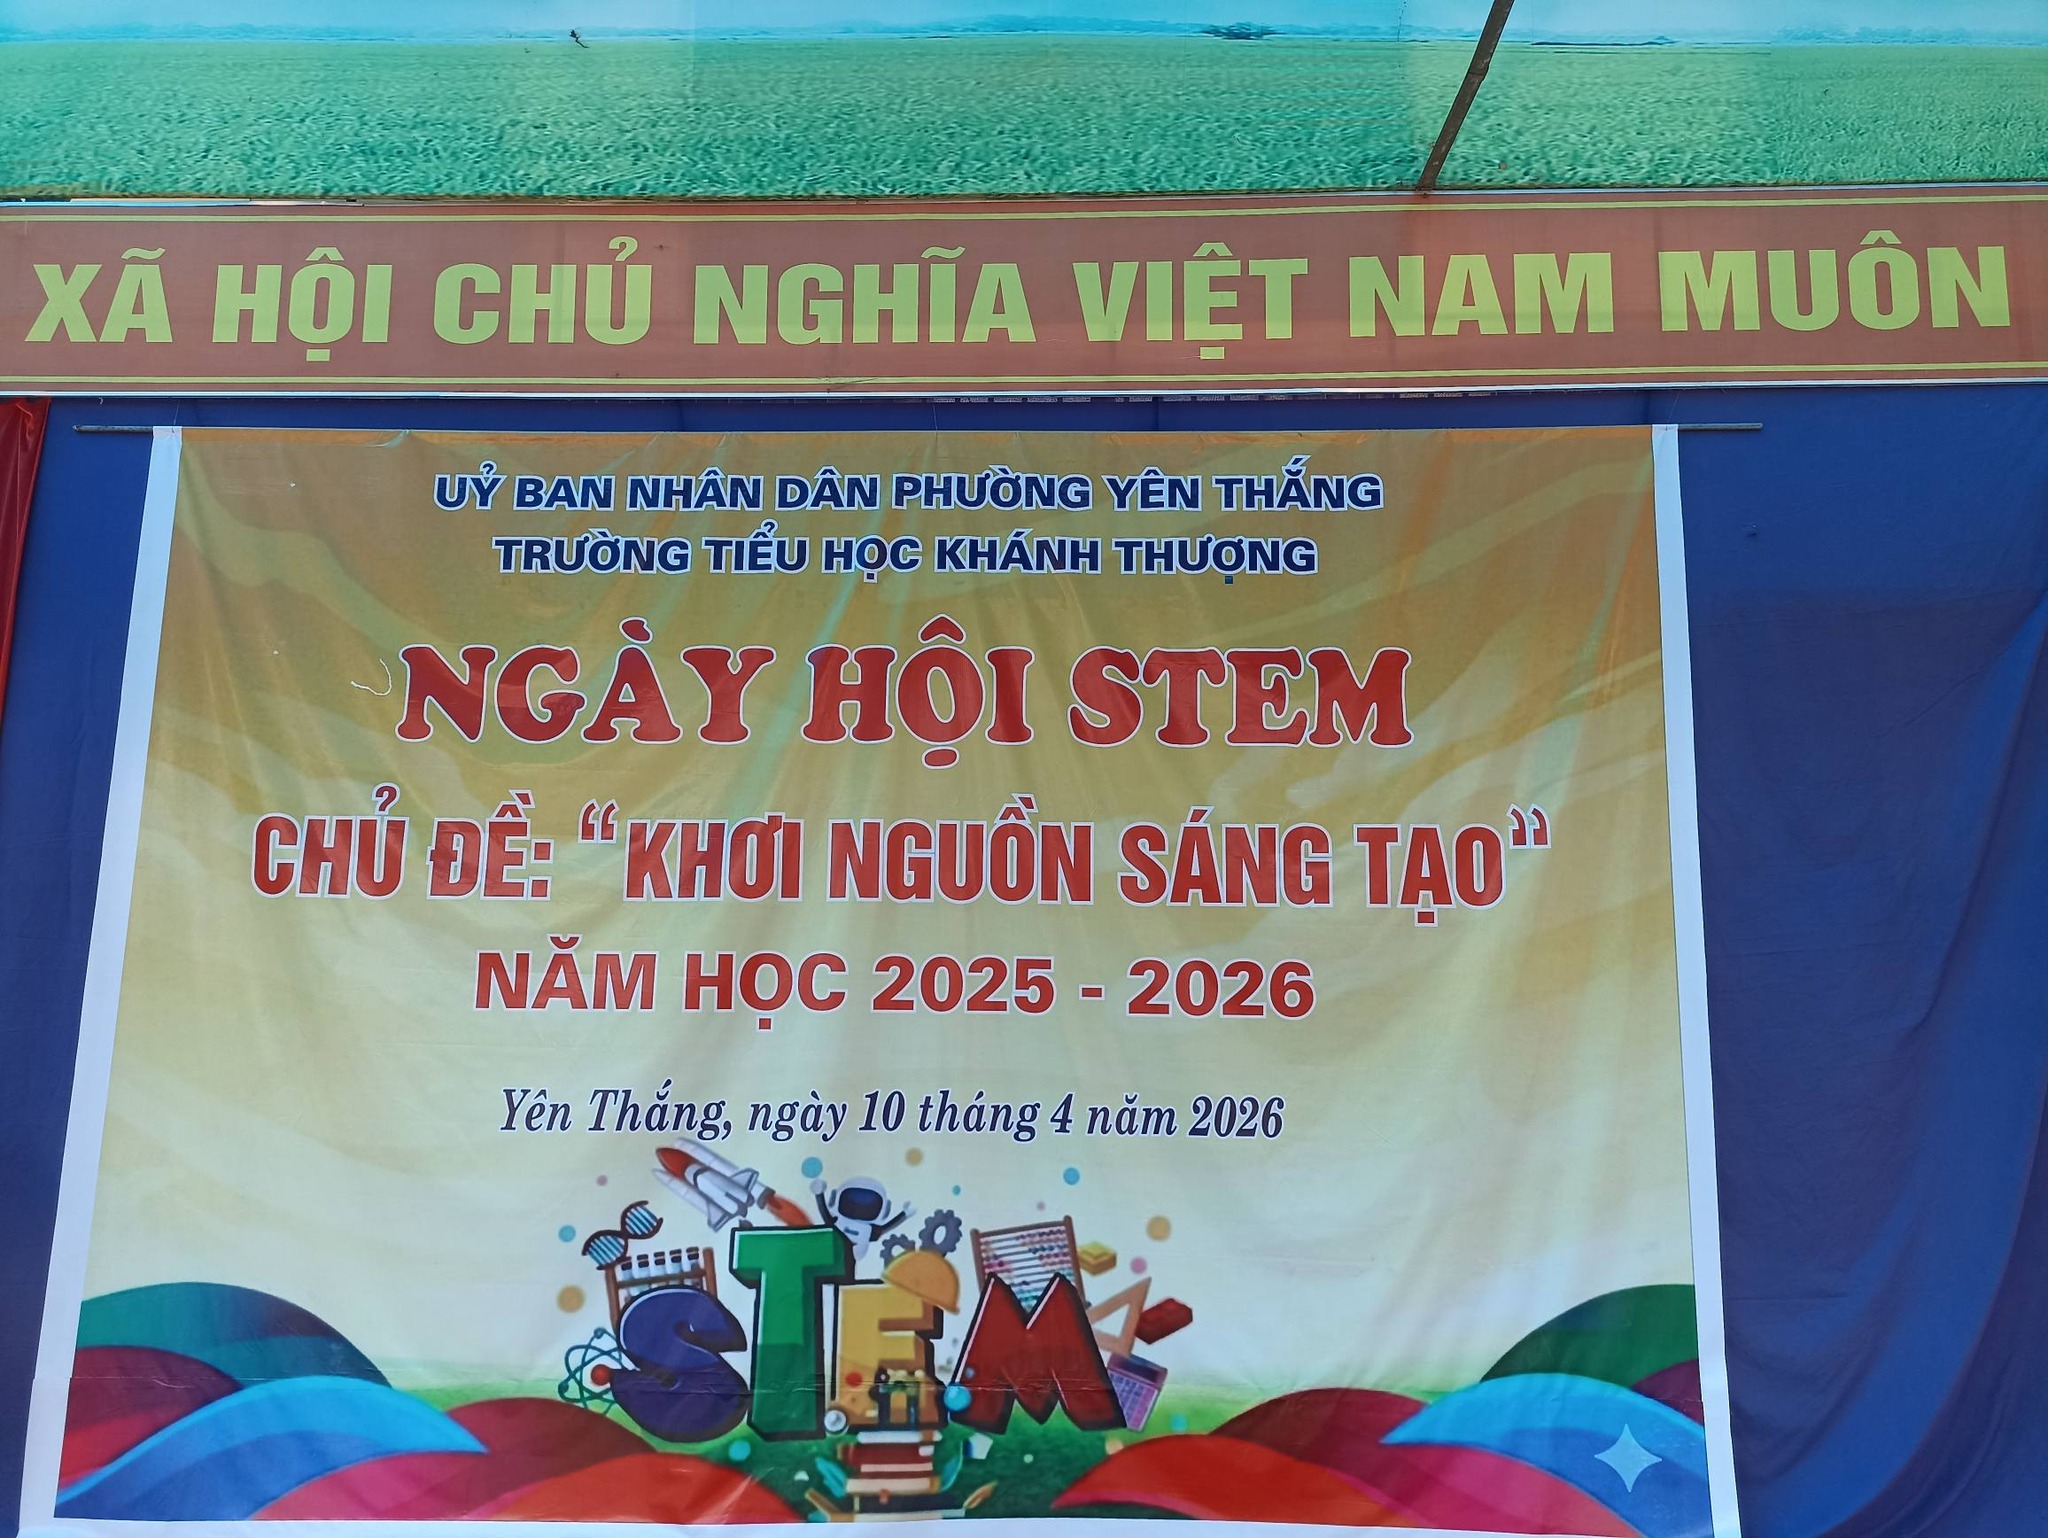 XÃ HỘI CHỦ NGHĨA VIỆT NAM MUÔN
UỶ BAN NHÂN DÂN PHƯỜNG YÊN THẮNG
TRƯỜNG TIỂU HỌC KHÁNH THƯỢNG
NGÀY HỘI STEM
CHỦ ĐỀ: “KHƠI NGUỒN SÁNG TẠO”
NĂM HỌC 2025 - 2026
Yên Thắng, ngày 10 tháng 4 năm 2026
STEM